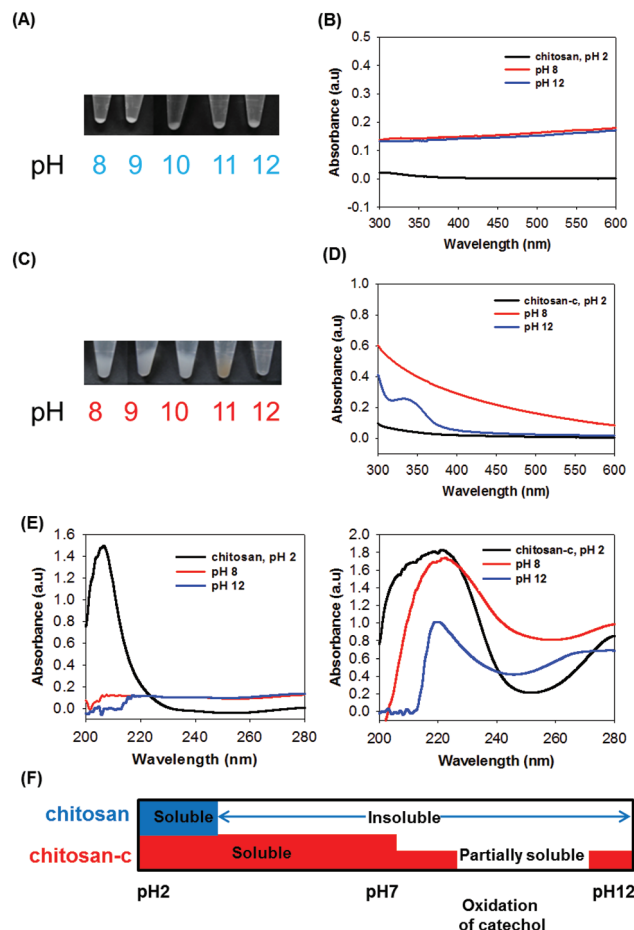 (A)
pH 8 9 10 11 12
(B)
Absorbance (a.u)
0.5
0.4
0.3
0.2
0.1
0.0
-0.1
chitosan, pH 2
pH 8
pH 12
300 350 400 450 500 550 600
Wavelength (nm)
(C)
pH 8 9 10 11 12
(D)
Absorbance (a.u)
1.0
0.8
0.6
0.4
0.2
0.0
chitosan-c, pH 2
pH 8
pH 12
300 350 400 450 500 550 600
Wavelength (nm)
(E)
Absorbance (a.u)
1.6
1.4
1.2
1.0
0.8
0.6
0.4
0.2
0.0
chitosan, pH 2
pH 8
pH 12
200 220 240 260 280
Wavelength (nm)
Absorbance (a.u)
2.0
1.8
1.6
1.4
1.2
1.0
0.8
0.6
0.4
0.2
0.0
chitosan-c, pH 2
pH 8
pH 12
200 220 240 260 280
Wavelength (nm)
(F)
chitosan Soluble Insoluble
chitosan-c Soluble Partially soluble
pH2 pH7 pH12
Oxidation
of catechol